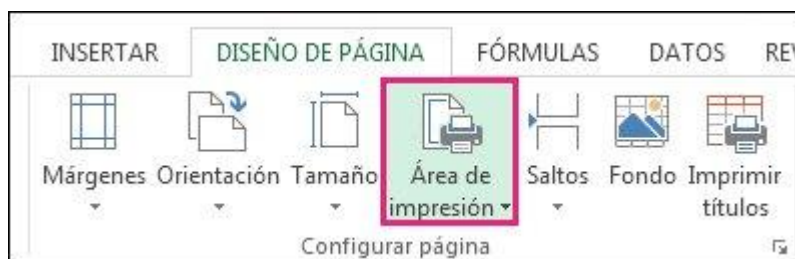 INSERTAR DISEÑO DE PÁGINA FÓRMULAS DATOS
Márgenes Orientación Tamaño Área de impresión Saltos Fondo Imprimir títulos
Configurar página